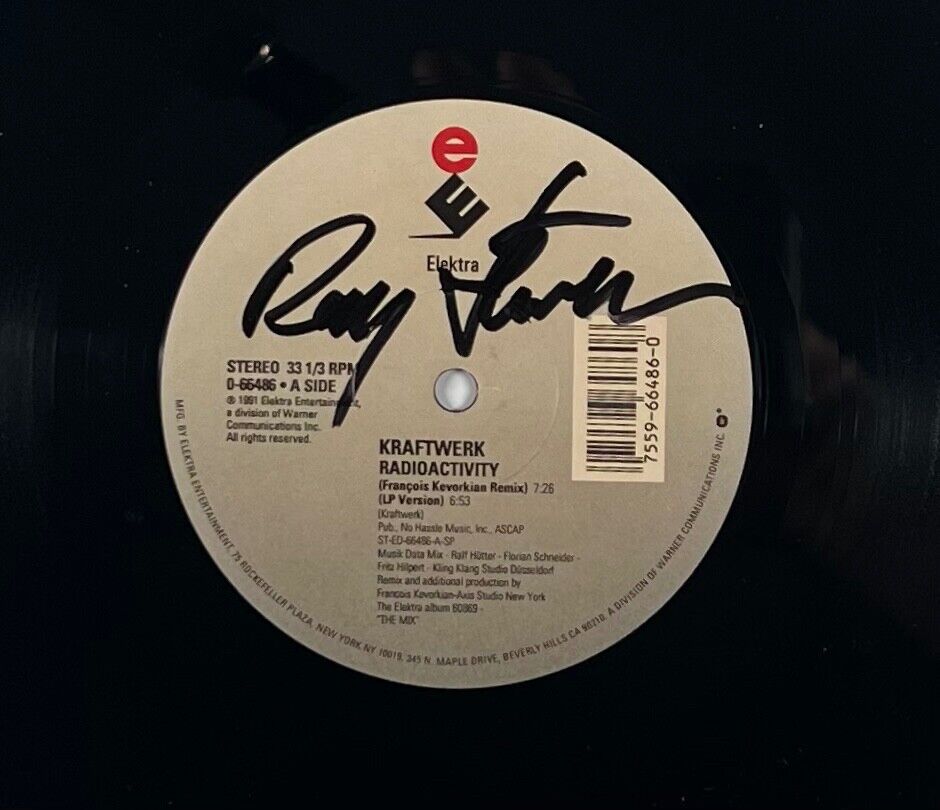 e
E
Elektra
STEREO 33 1/3 RPM
0-66486 • A SIDE
℗ 1991 Elektra Entertainment,
a division of Warner
Communications Inc.
All rights reserved.
7559-66486-0
KRAFTWERK
RADIOACTIVITY
(François Kevorkian Remix) 7:26
(LP Version) 6:53
(Kraftwerk)
Pub., No Hassle Music, Inc., ASCAP
ST-ED-66486-A-SP
Musik Data Mix - Ralf Hütter - Florian Schneider -
Fritz Hilpert - Kling Klang Studio Düsseldorf
Remix and additional production by
François Kevorkian-Axis Studio New York
The Elektra album 60869 -
"THE MIX"
MFG. BY ELEKTRA ENTERTAINMENT, 75 ROCKEFELLER PLAZA, NEW YORK NY 10019, 345 N. MAPLE DRIVE, BEVERLY HILLS CA 90210. A DIVISION OF WARNER COMMUNICATIONS INC.